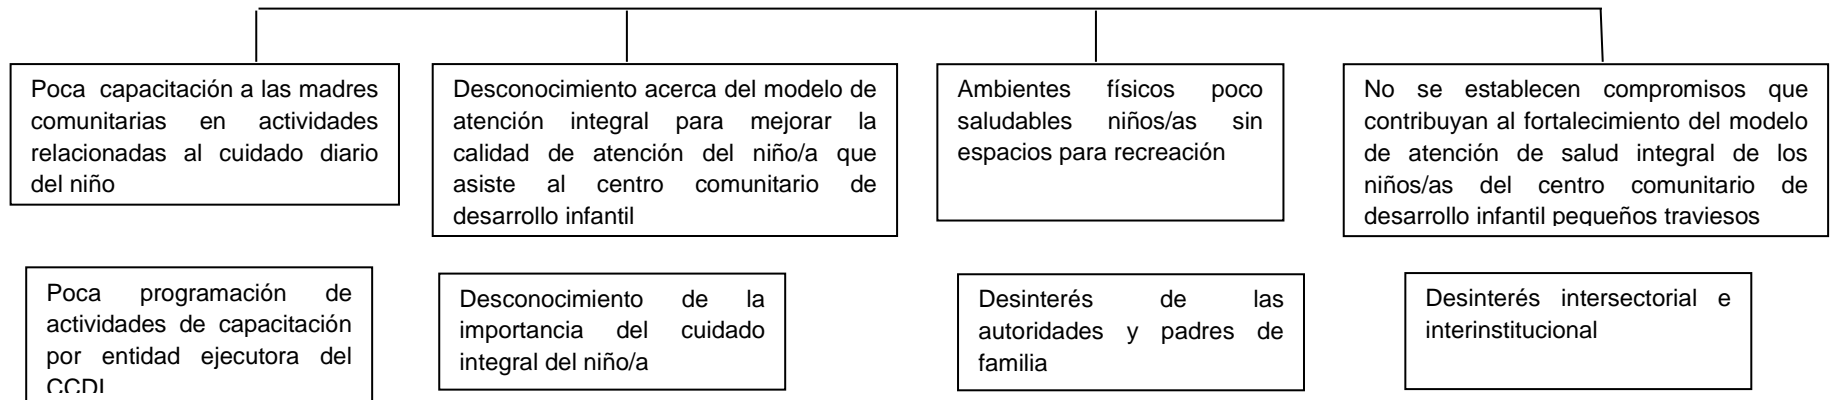 Poca capacitación a las madres
comunitarias en actividades
relacionadas al cuidado diario
del niño
Desconocimiento acerca del modelo de
atención integral para mejorar la
calidad de atención del niño/a que
asiste al centro comunitario de
desarrollo infantil
Ambientes físicos poco
saludables niños/as sin
espacios para recreación
No se establecen compromisos que
contribuyan al fortalecimiento del modelo
de atención de salud integral de los
niños/as del centro comunitario de
desarrollo infantil pequeños traviesos
Poca programación de
actividades de capacitación
por entidad ejecutora del
CCDI
Desconocimiento de la
importancia del cuidado
integral del niño/a
Desinterés de las
autoridades y padres de
familia
Desinterés intersectorial e
interinstitucional